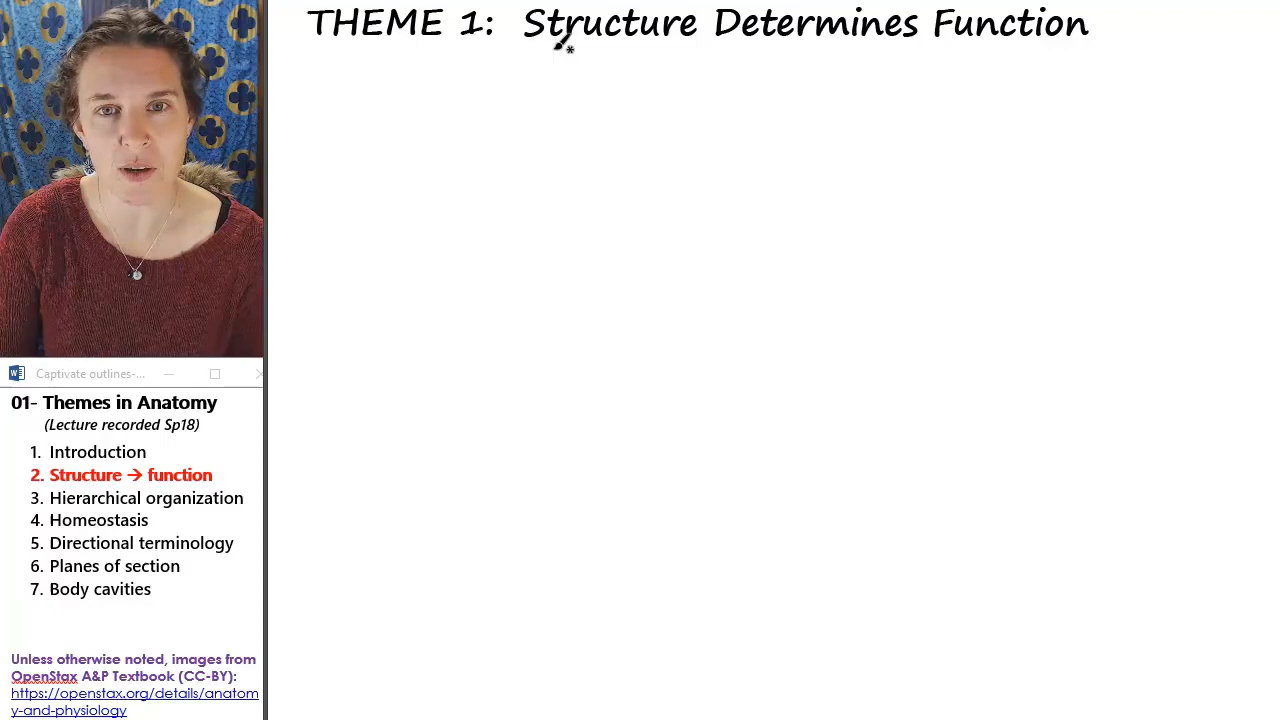 THEME 1: Structure Determines Function
Captivate outlines-...
01- Themes in Anatomy
(Lecture recorded Sp18)
1. Introduction
2. Structure → function
3. Hierarchical organization
4. Homeostasis
5. Directional terminology
6. Planes of section
7. Body cavities
Unless otherwise noted, images from
OpenStax A&P Textbook (CC-BY):
https://openstax.org/details/anatom
y-and-physiology